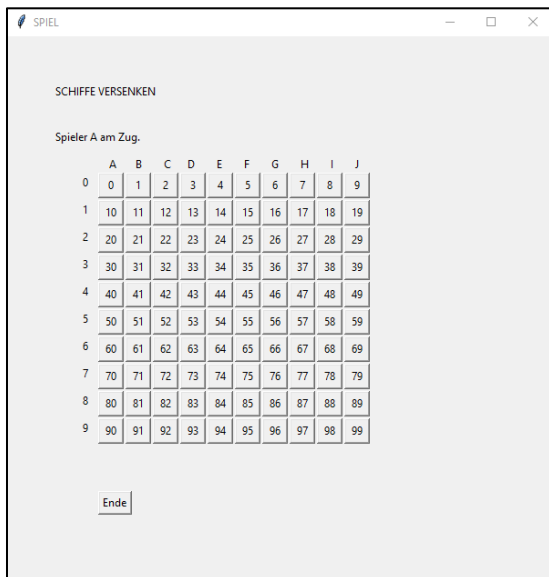 SPIEL
SCHIFFE VERSENKEN
Spieler A am Zug.
A B C D E F G H I J
0 0 1 2 3 4 5 6 7 8 9
1 10 11 12 13 14 15 16 17 18 19
2 20 21 22 23 24 25 26 27 28 29
3 30 31 32 33 34 35 36 37 38 39
4 40 41 42 43 44 45 46 47 48 49
5 50 51 52 53 54 55 56 57 58 59
6 60 61 62 63 64 65 66 67 68 69
7 70 71 72 73 74 75 76 77 78 79
8 80 81 82 83 84 85 86 87 88 89
9 90 91 92 93 94 95 96 97 98 99
Ende